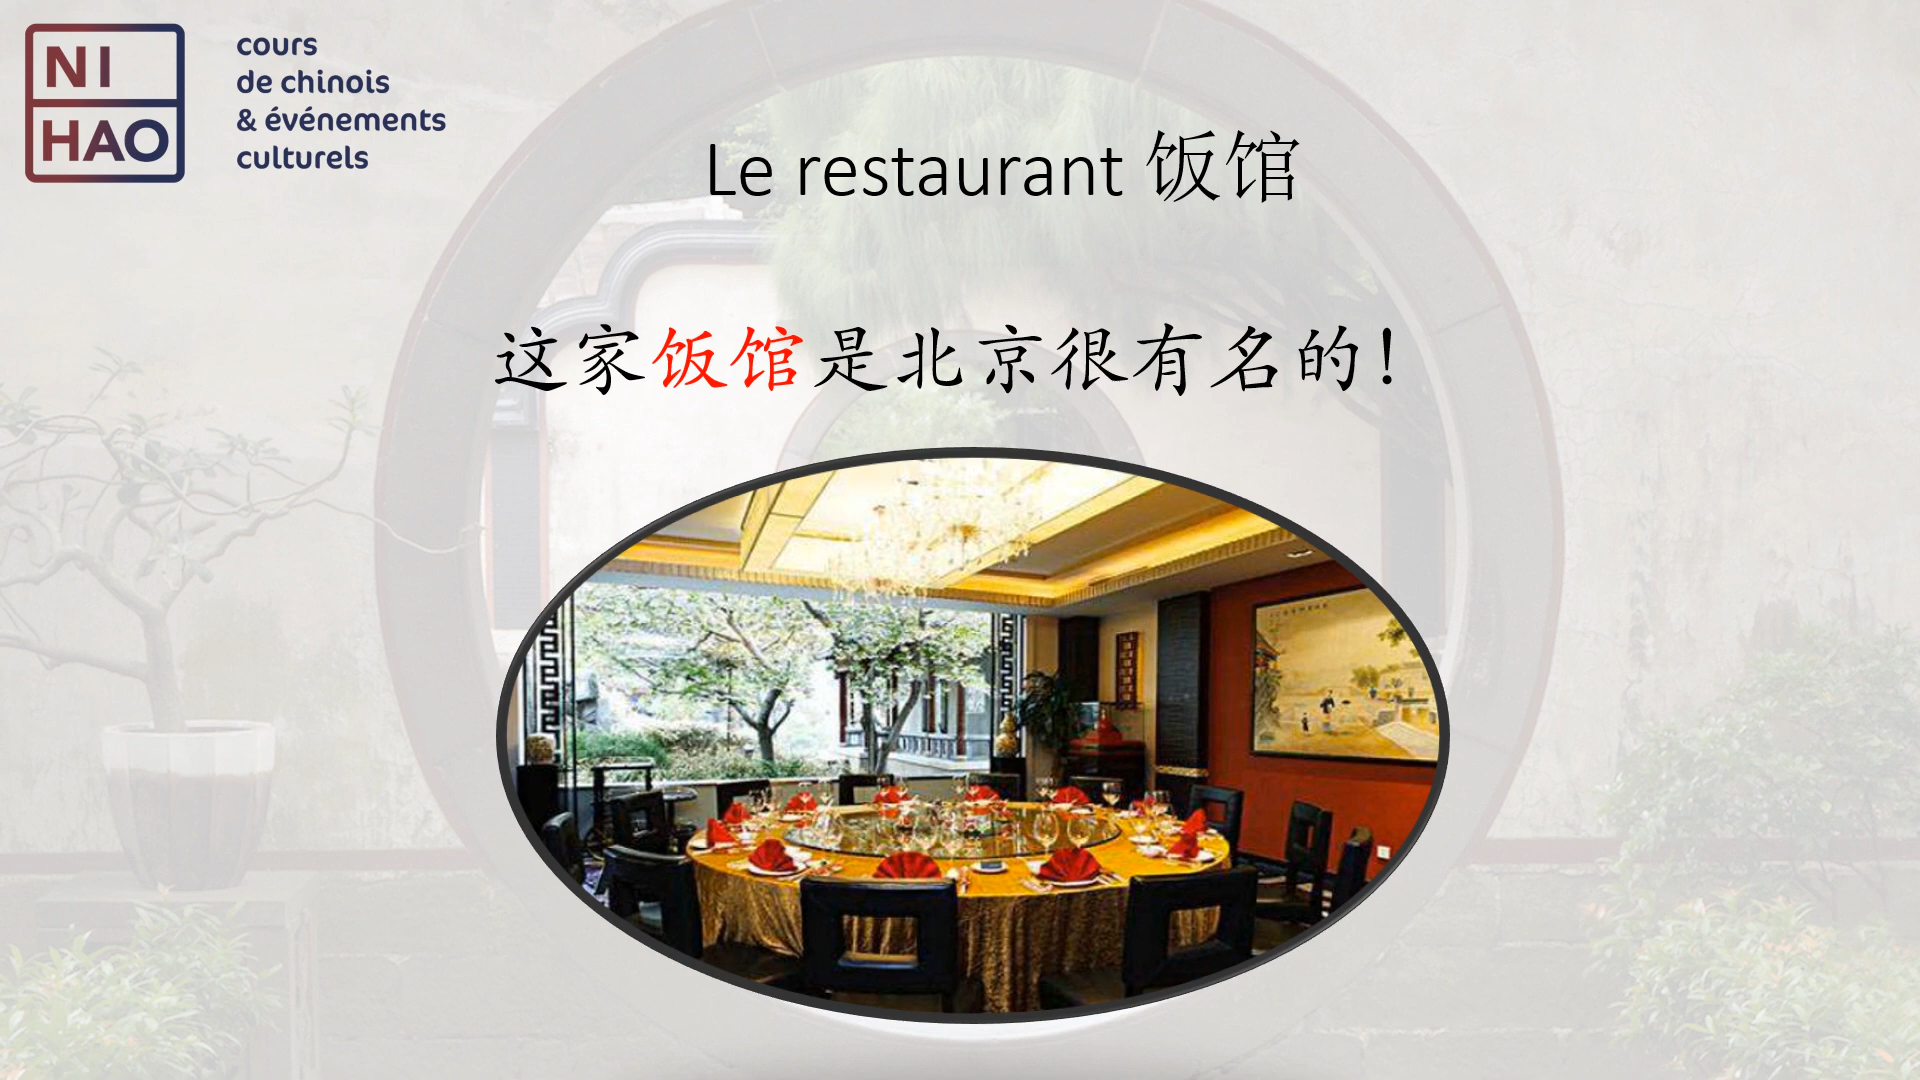 NI
HAO
cours
de chinois
& événements
culturels
Le restaurant 饭馆
这家饭馆是北京很有名的！